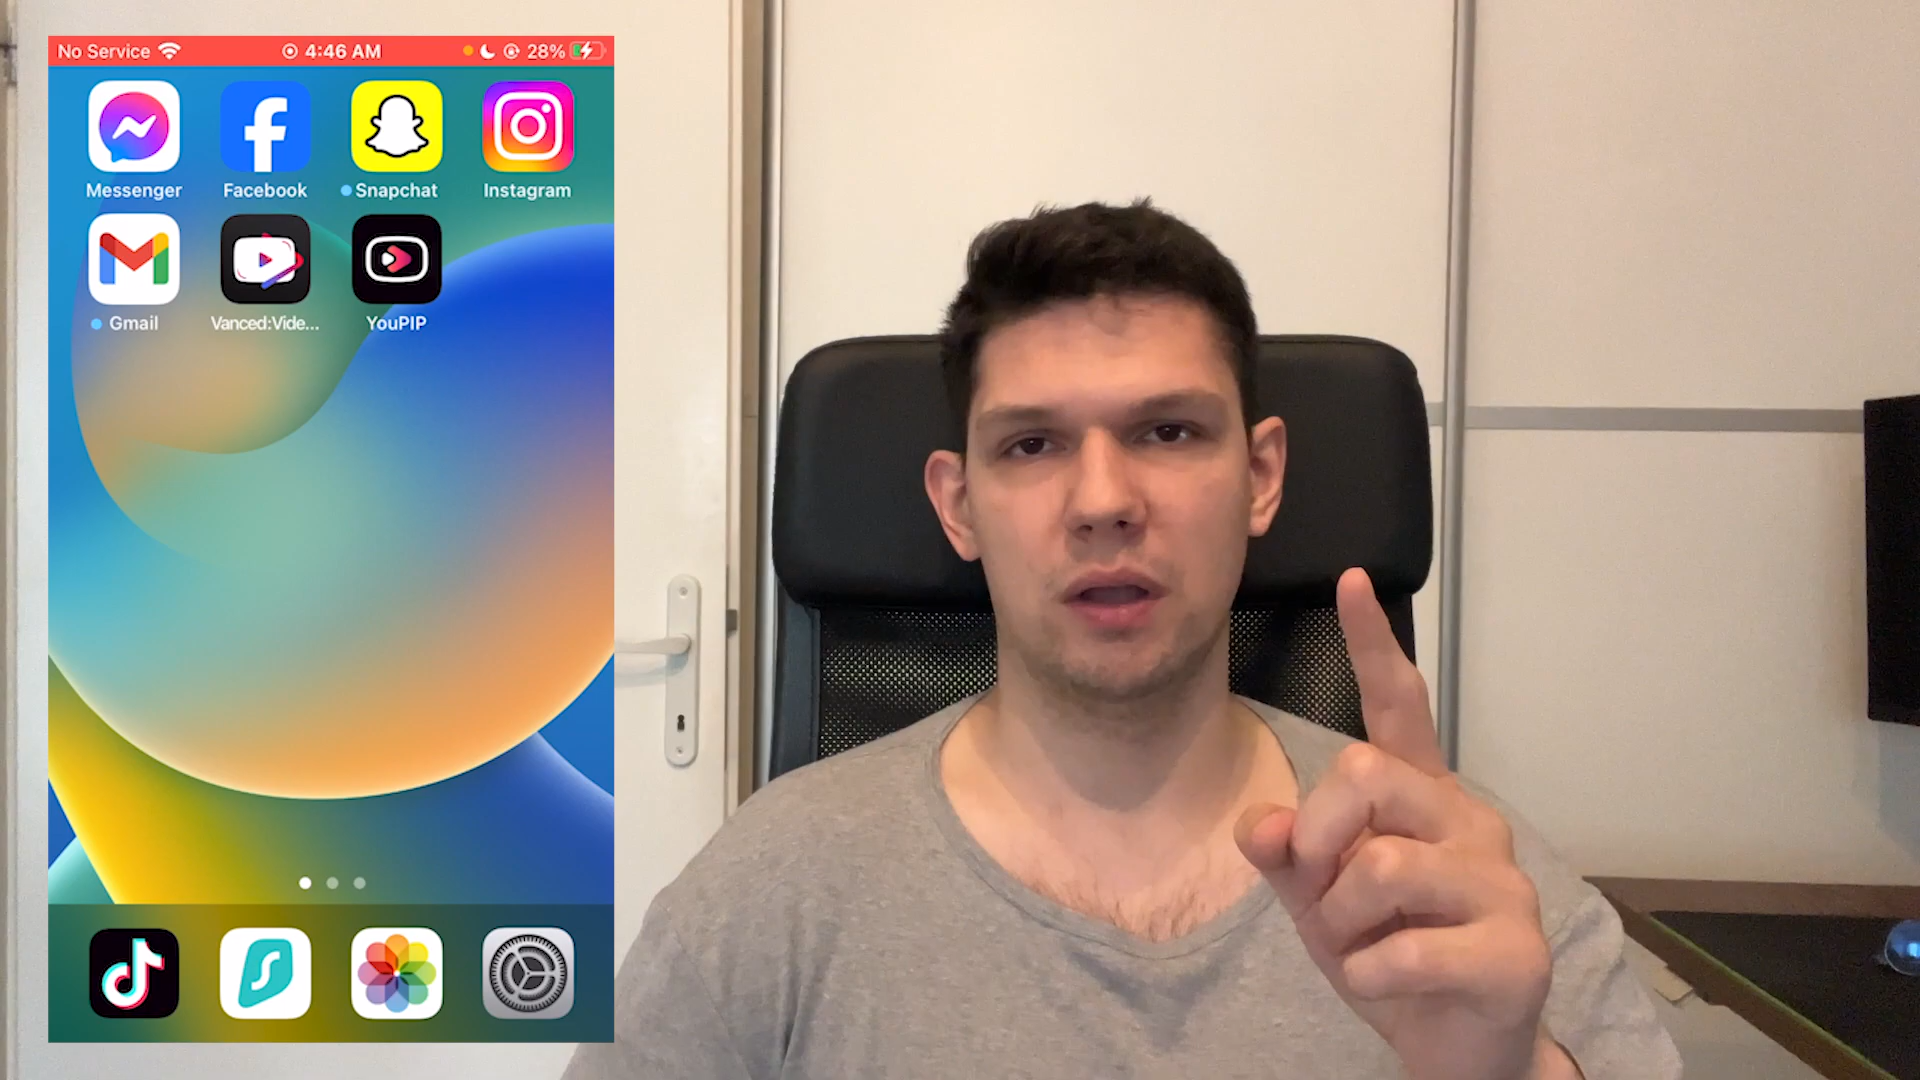 No Service 4:46 AM 28%
Messenger Facebook Snapchat Instagram
Gmail Vanced:Vide... YouPIP